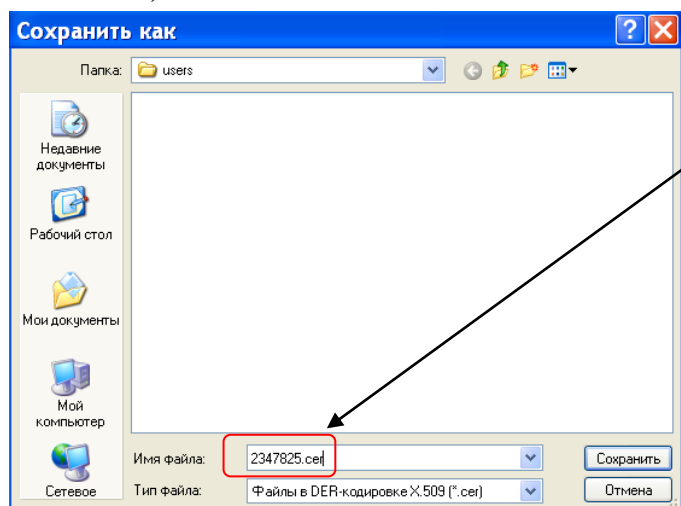 Сохранить как
Папка: users
Недавние
документы
Рабочий стол
Мои документы
Мой
компьютер
Имя файла: 2347825.cer Сохранить
Сетевое Тип файла: Файлы в DER-кодировке X.509 (*.cer) Отмена